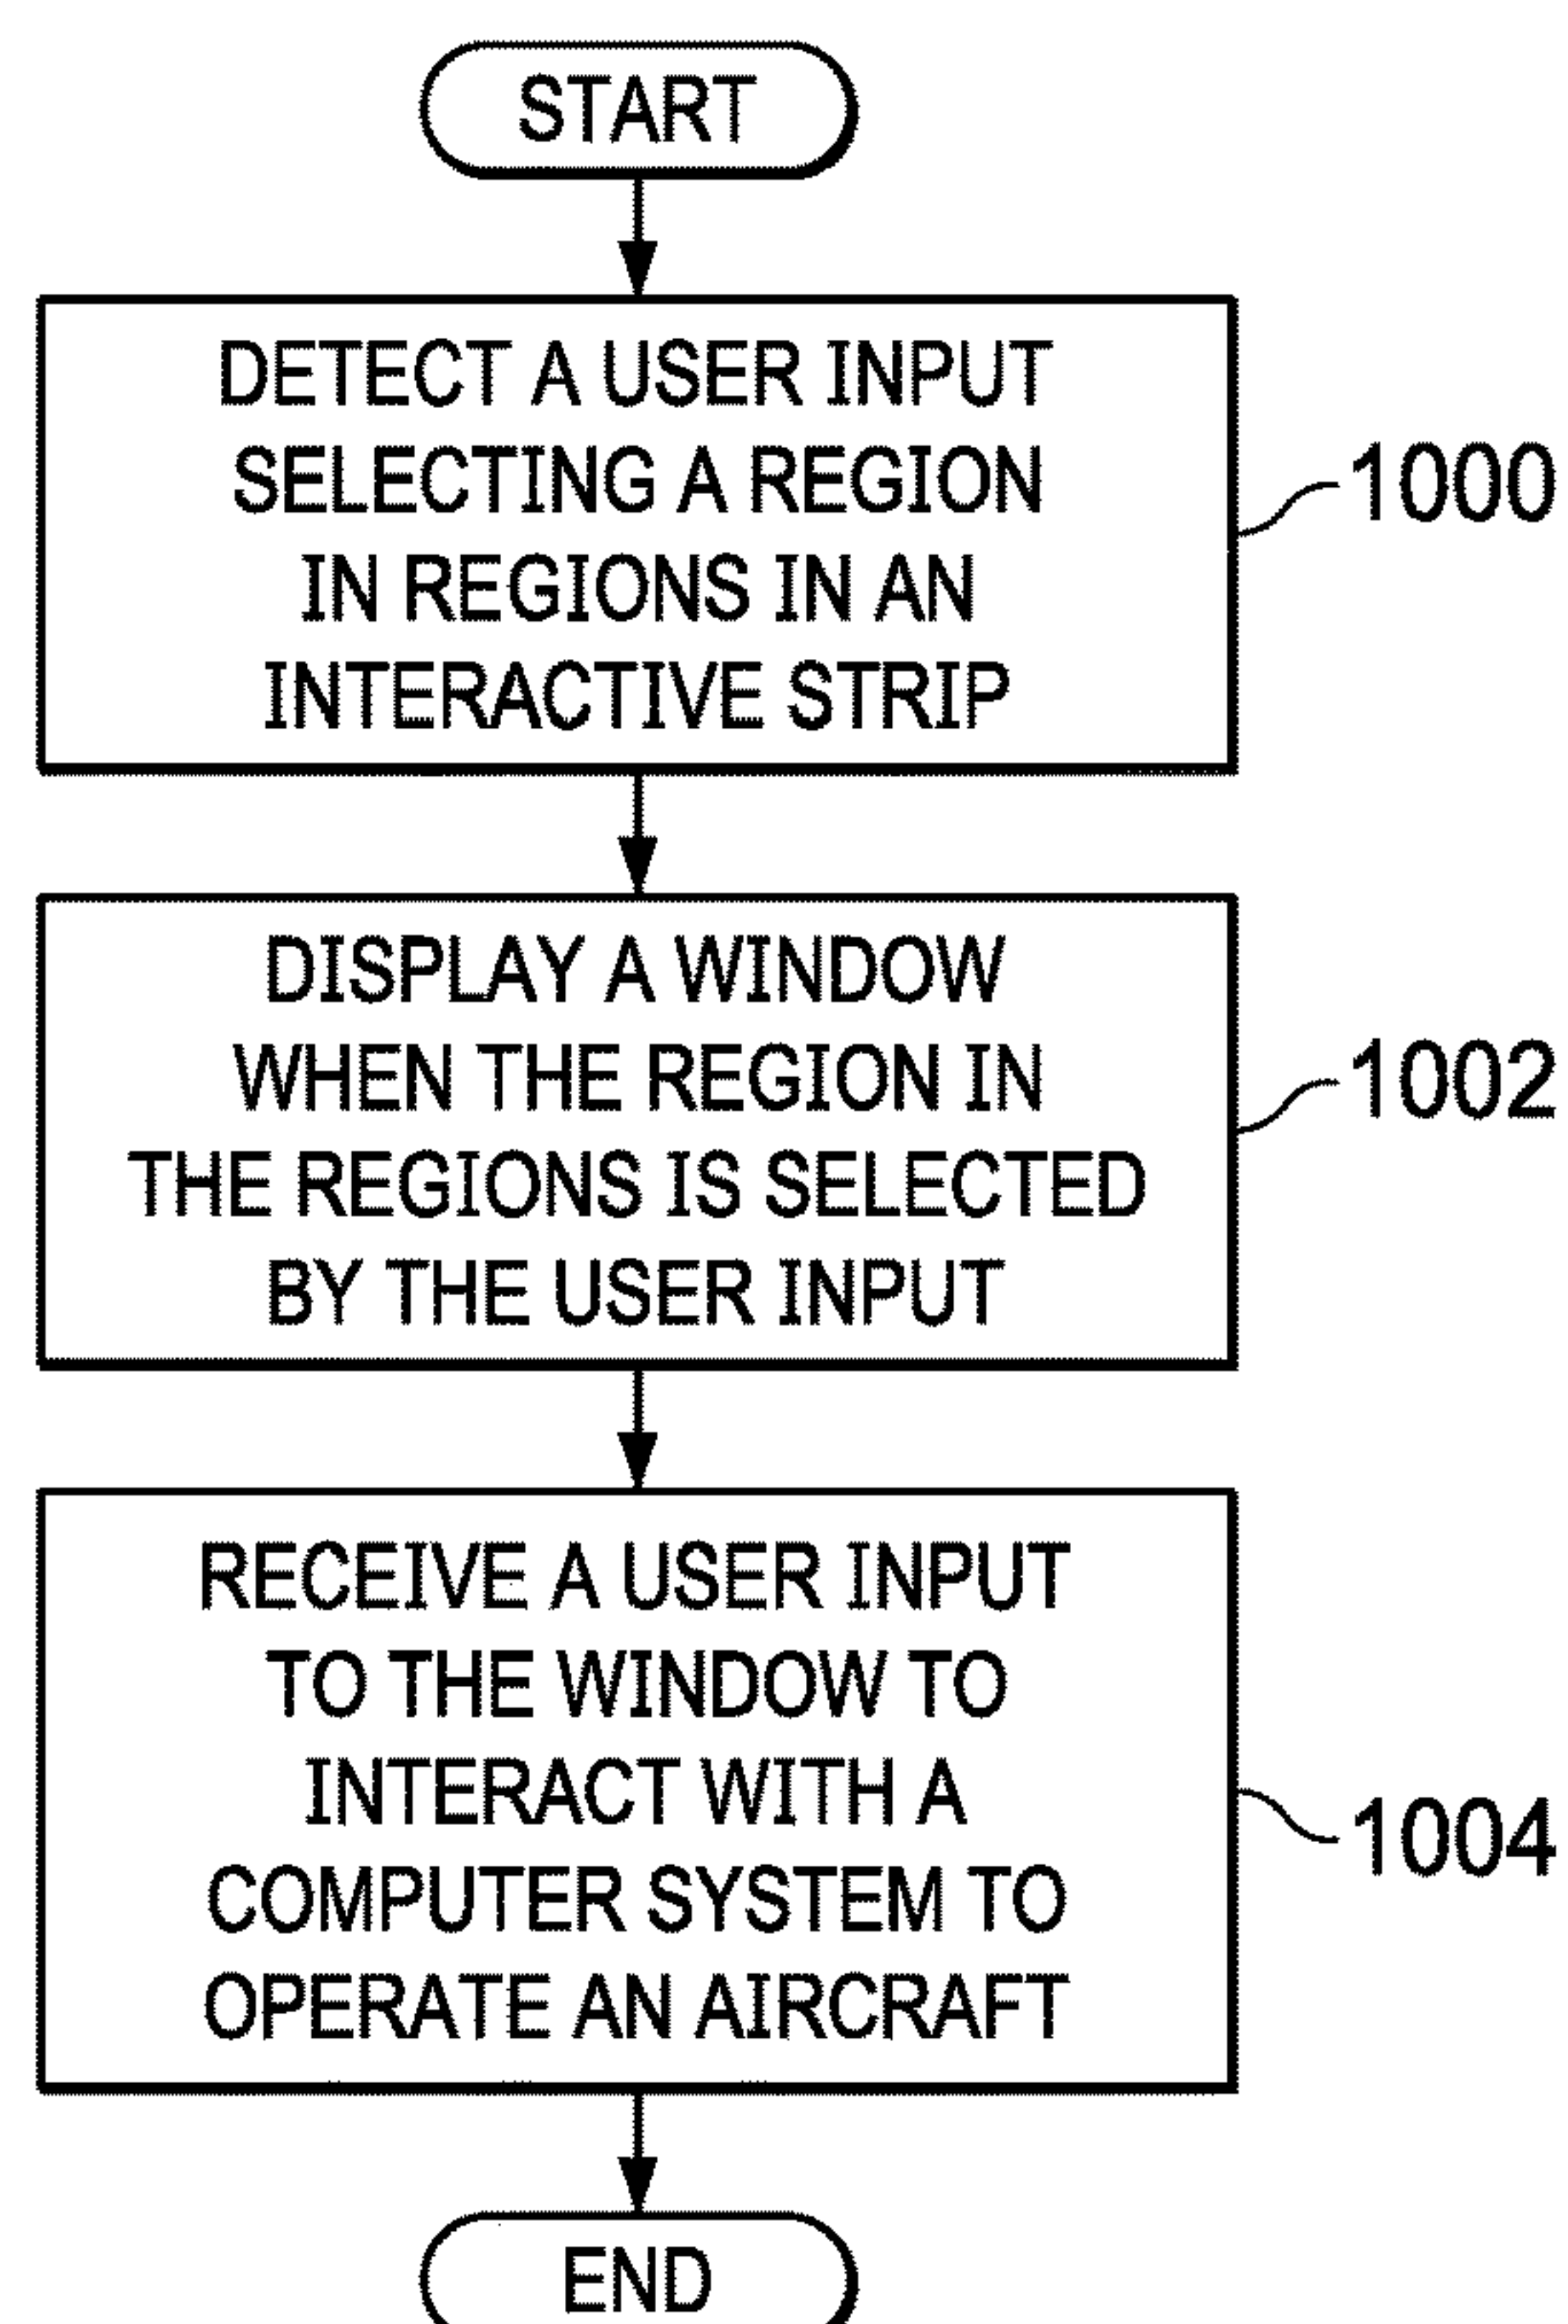 START
DETECT A USER INPUT
SELECTING A REGION
IN REGIONS IN AN
INTERACTIVE STRIP
1000
DISPLAY A WINDOW
WHEN THE REGION IN
THE REGIONS IS SELECTED
BY THE USER INPUT
1002
RECEIVE A USER INPUT
TO THE WINDOW TO
INTERACT WITH A
COMPUTER SYSTEM TO
OPERATE AN AIRCRAFT
1004
END